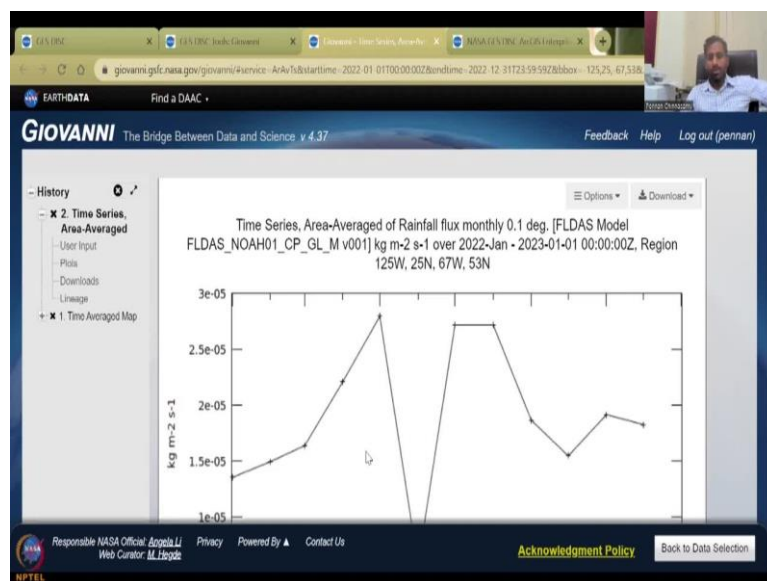 GES DISC
GES DISC Tools: Giovanni
Giovanni - Time Series, Area-Av
NASA GES DISC ArcGIS Enterpris
giovanni.gsfc.nasa.gov/giovanni/#service=ArAvTs&starttime=2022-01-01T00:00:00Z&endtime=2022-12-31T23:59:59Z&bbox=-125,25,-67,53&
EARTHDATA
Find a DAAC
GIOVANNI The Bridge Between Data and Science v 4.37
Feedback Help Log out (pennan)
History
2. Time Series, Area-Averaged
User Input
Plots
Downloads
Lineage
1. Time Averaged Map
Options
Download
Time Series, Area-Averaged of Rainfall flux monthly 0.1 deg. [FLDAS Model
FLDAS_NOAH01_CP_GL_M v001] kg m-2 s-1 over 2022-Jan - 2023-01-01 00:00:00Z, Region
125W, 25N, 67W, 53N
3e-05
2.5e-05
2e-05
1.5e-05
1e-05
kg m-2 s-1
Responsible NASA Official: Angela Li
Web Curator: M. Hegde
Privacy
Powered By ▲
Contact Us
Acknowledgment Policy
Back to Data Selection
NPTEL